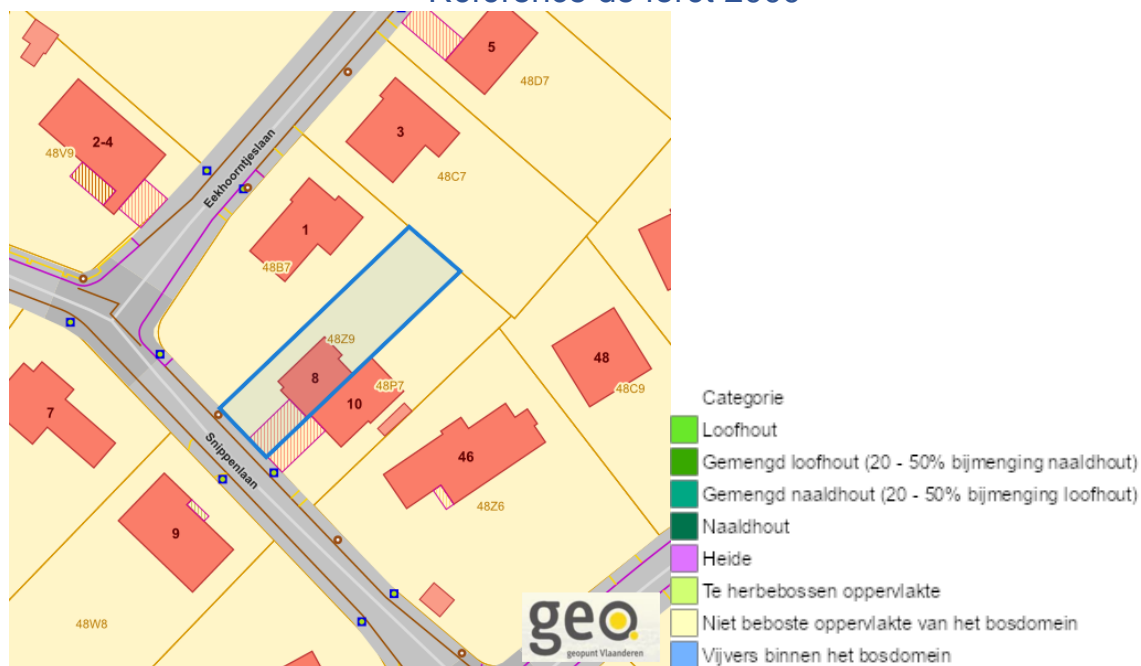 5
48D7
2-4
48V9
Eekhoorntjeslaan
3
48C7
1
48B7
48Z9
8
48P7
10
48
48C9
7
Snippenlaan
46
48Z6
9
48W8
geo
geopunt Vlaanderen
Categorie
Loofhout
Gemengd loofhout (20 - 50% bijmenging naaldhout)
Gemengd naaldhout (20 - 50% bijmenging loofhout)
Naaldhout
Heide
Te herbebossen oppervlakte
Niet beboste oppervlakte van het bosdomein
Vijvers binnen het bosdomein